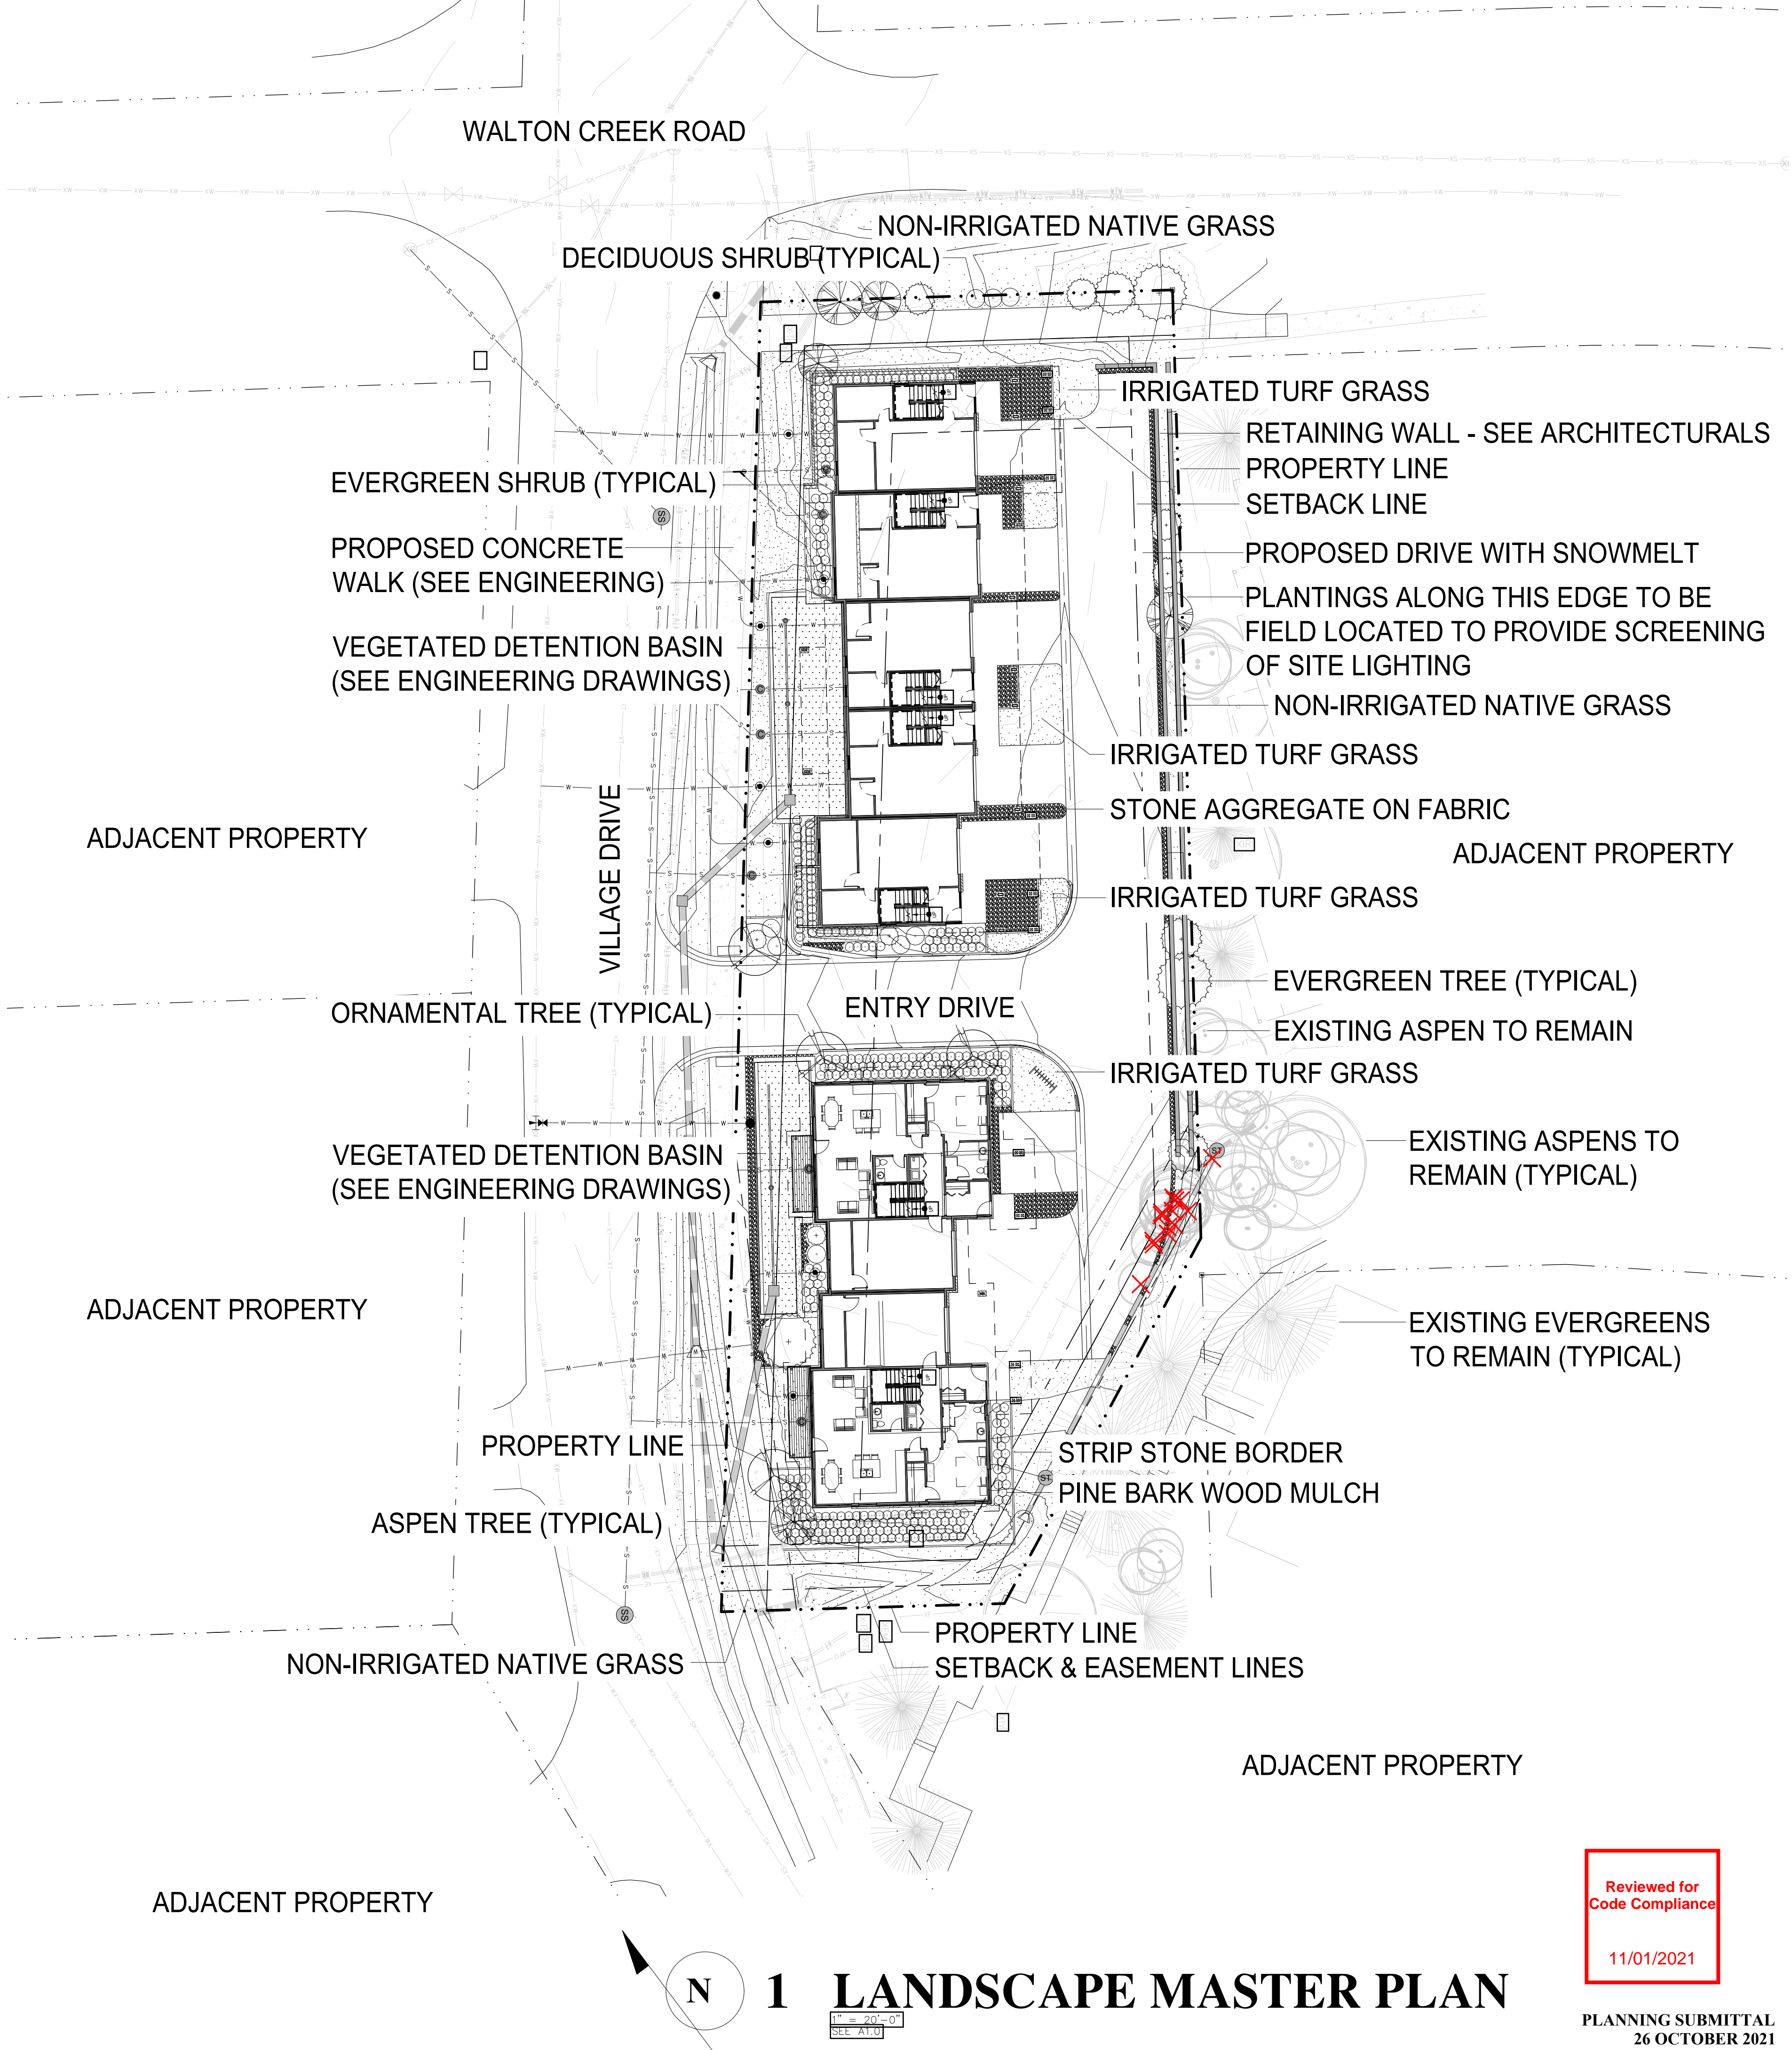 WALTON CREEK ROAD
NON-IRRIGATED NATIVE GRASS
DECIDUOUS SHRUB (TYPICAL)
IRRIGATED TURF GRASS
RETAINING WALL - SEE ARCHITECTURALS
PROPERTY LINE
SETBACK LINE
EVERGREEN SHRUB (TYPICAL)
PROPOSED CONCRETE
WALK (SEE ENGINEERING)
PROPOSED DRIVE WITH SNOWMELT
PLANTINGS ALONG THIS EDGE TO BE
FIELD LOCATED TO PROVIDE SCREENING
OF SITE LIGHTING
VEGETATED DETENTION BASIN
(SEE ENGINEERING DRAWINGS)
NON-IRRIGATED NATIVE GRASS
IRRIGATED TURF GRASS
STONE AGGREGATE ON FABRIC
VILLAGE DRIVE
ADJACENT PROPERTY
ADJACENT PROPERTY
IRRIGATED TURF GRASS
EVERGREEN TREE (TYPICAL)
ORNAMENTAL TREE (TYPICAL)
ENTRY DRIVE
EXISTING ASPEN TO REMAIN
IRRIGATED TURF GRASS
VEGETATED DETENTION BASIN
(SEE ENGINEERING DRAWINGS)
EXISTING ASPENS TO
REMAIN (TYPICAL)
ADJACENT PROPERTY
EXISTING EVERGREENS
TO REMAIN (TYPICAL)
PROPERTY LINE
STRIP STONE BORDER
PINE BARK WOOD MULCH
ASPEN TREE (TYPICAL)
PROPERTY LINE
SETBACK & EASEMENT LINES
NON-IRRIGATED NATIVE GRASS
ADJACENT PROPERTY
ADJACENT PROPERTY
Reviewed for
Code Compliance
11/01/2021
N
1 LANDSCAPE MASTER PLAN
1" = 20'-0"
SEE A1.0
PLANNING SUBMITTAL
26 OCTOBER 2021
SS
SS
ST
ST